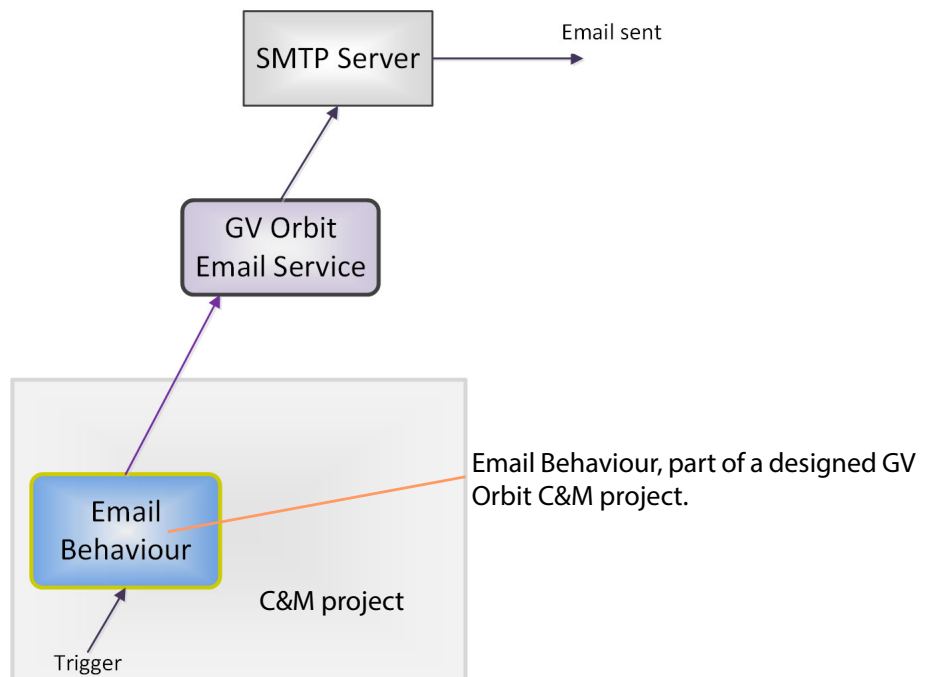 Email sent
SMTP Server
GV Orbit
Email Service
Email Behaviour, part of a designed GV
Orbit C&M project.
Email
Behaviour
C&M project
Trigger